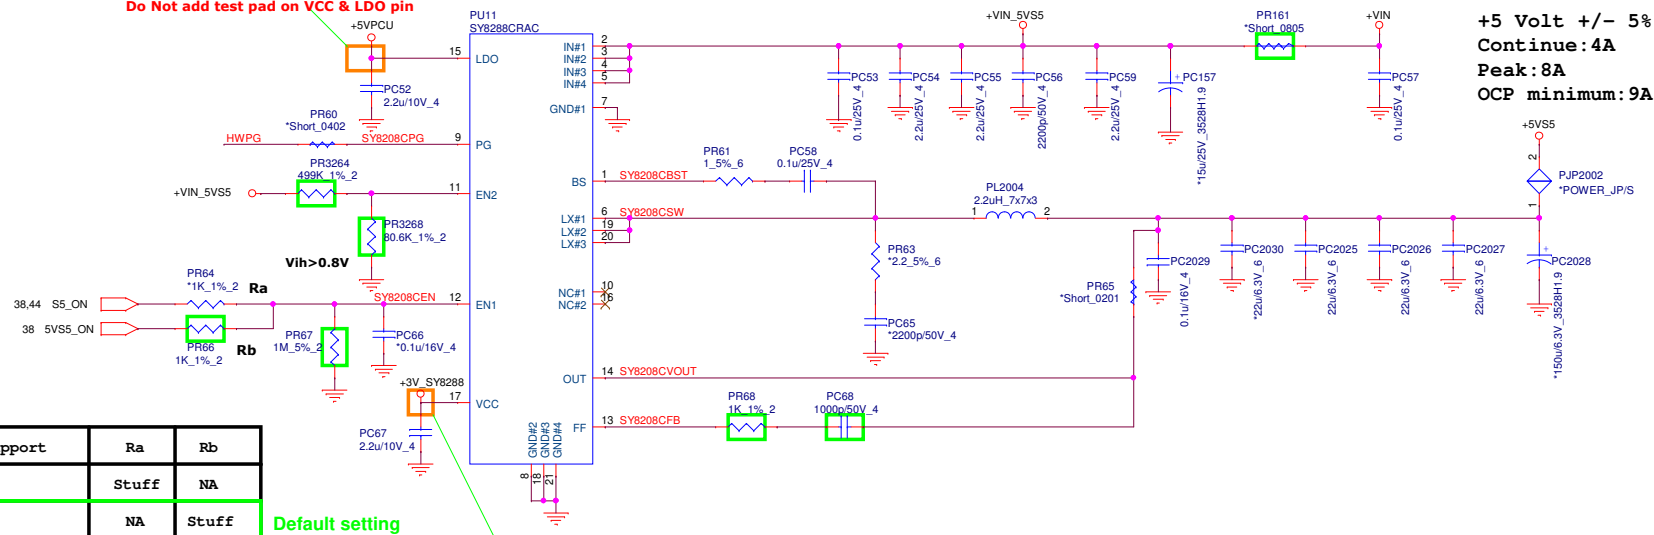 Do Not add test pad on VCC & LDO pin
+5VPCU
PU11
SY8288CRAC
15
LDO
PC52
2.2u/10V_4
PR60
*Short_0402
HWPG
SY8208CPG
9
PG
PR3264
499K_1%_2
+VIN_5VS5
11
EN2
PR3268
80.6K_1%_2
Vih>0.8V
PR64
*1K_1%_2
Ra
38,44 S5_ON
SY8208CEN
12
EN1
38 5VS5_ON
PR66
1K_1%_2
Rb
PR67
1M_5%_2
PC66
*0.1u/16V_4
+3V_SY8288
17
VCC
PC67
2.2u/10V_4
IN#1
2
IN#2
3
IN#3
4
IN#4
5
GND#1
7
BS
1
SY8208CBST
PR61
1_5%_6
PC58
0.1u/25V_4
LX#1
6
SY8208CSW
LX#2
19
LX#3
20
NC#1
10
NC#2
16
OUT
14
SY8208CVOUT
FF
13
SY8208CFB
GND#2
GND#3
GND#4
8
18
21
PR63
*2.2_5%_6
PC65
*2200p/50V_4
PR68
1K_1%_2
PC68
1000p/50V_4
PL2004
2.2uH_7x7x3
1
2
+VIN_5VS5
PC53
0.1u/25V_4
PC54
2.2u/25V_4
PC55
2.2u/25V_4
PC56
2200p/50V_4
PC59
2.2u/25V_4
+
PC157
*15u/25V_3528H1.9
PR161
*Short_0805
+VIN
PC57
0.1u/25V_4
+5 Volt +/- 5%
Continue:4A
Peak:8A
OCP minimum:9A
+5VS5
2
PJP2002
*POWER_JP/S
1
PR65
*Short_0201
PC2029
0.1u/16V_4
PC2030
*22u/6.3V_6
PC2025
22u/6.3V_6
PC2026
22u/6.3V_6
PC2027
22u/6.3V_6
+
PC2028
*150u/6.3V_3528H1.9
pport Ra Rb
Stuff NA
NA Stuff
Default setting